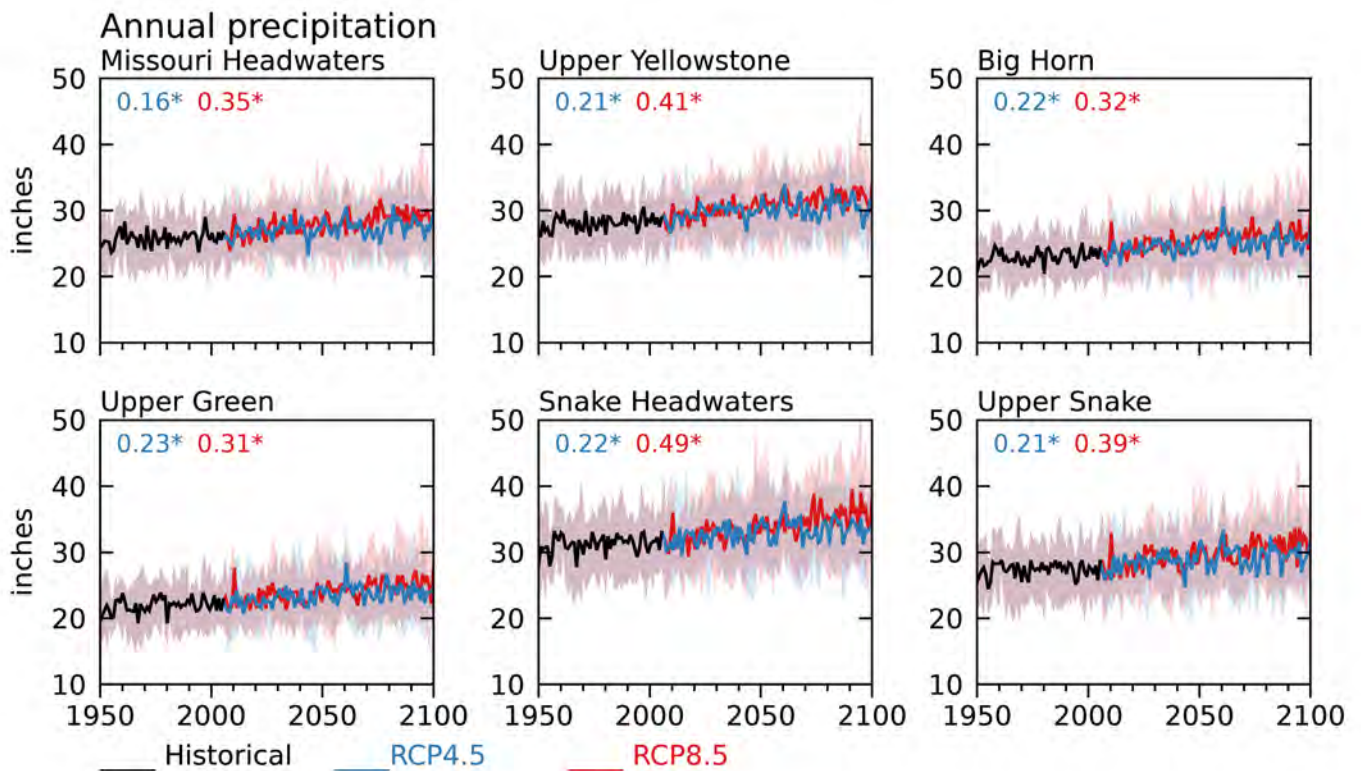 Annual precipitation
Missouri Headwaters
Upper Yellowstone
Big Horn
50
40
30
20
10
inches
0.16* 0.35*
50
40
30
20
10
0.21* 0.41*
50
40
30
20
10
0.22* 0.32*
Upper Green
Snake Headwaters
Upper Snake
50
40
30
20
10
inches
0.23* 0.31*
50
40
30
20
10
0.22* 0.49*
50
40
30
20
10
0.21* 0.39*
1950 2000 2050 2100
1950 2000 2050 2100
1950 2000 2050 2100
Historical RCP4.5 RCP8.5